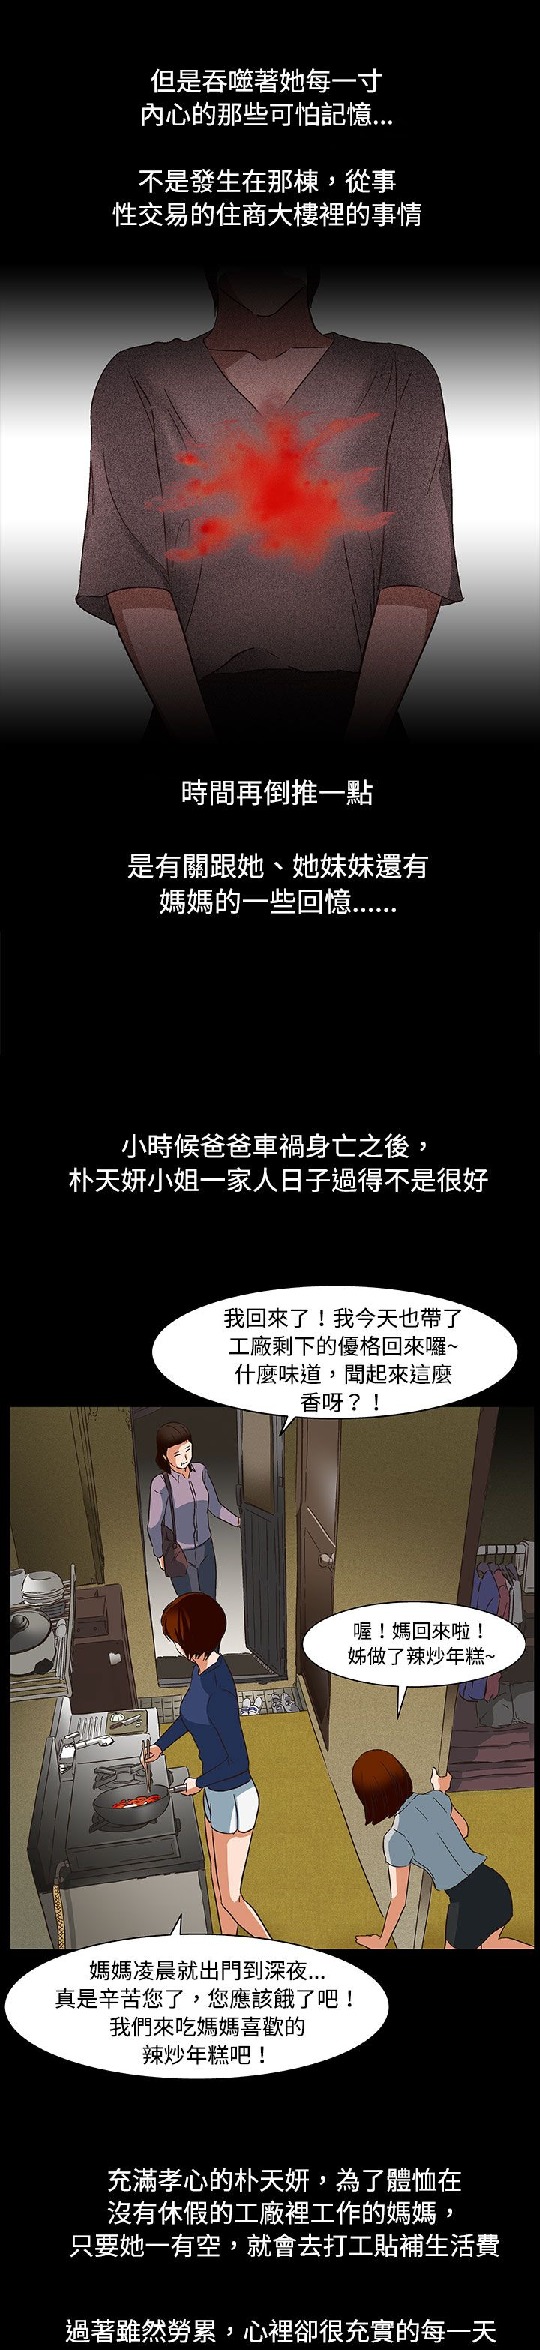 但是吞噬著她每一寸
內心的那些可怕記憶...
不是發生在那棟，從事
性交易的住商大樓裡的事情
時間再倒推一點
是有關跟她、她妹妹還有
媽媽的一些回憶......
小時候爸爸車禍身亡之後，
朴天妍小姐一家人日子過得不是很好
我回來了！我今天也帶了
工廠剩下的優格回來囉~
什麼味道，聞起來這麼
香呀？！
喔！媽回來啦！
姊做了辣炒年糕~
媽媽凌晨就出門到深夜...
真是辛苦您了，您應該餓了吧！
我們來吃媽媽喜歡的
辣炒年糕吧！
充滿孝心的朴天妍，為了體恤在
沒有休假的工廠裡工作的媽媽，
只要她一有空，就會去打工貼補生活費
過著雖然勞累，心裡卻很充實的每一天